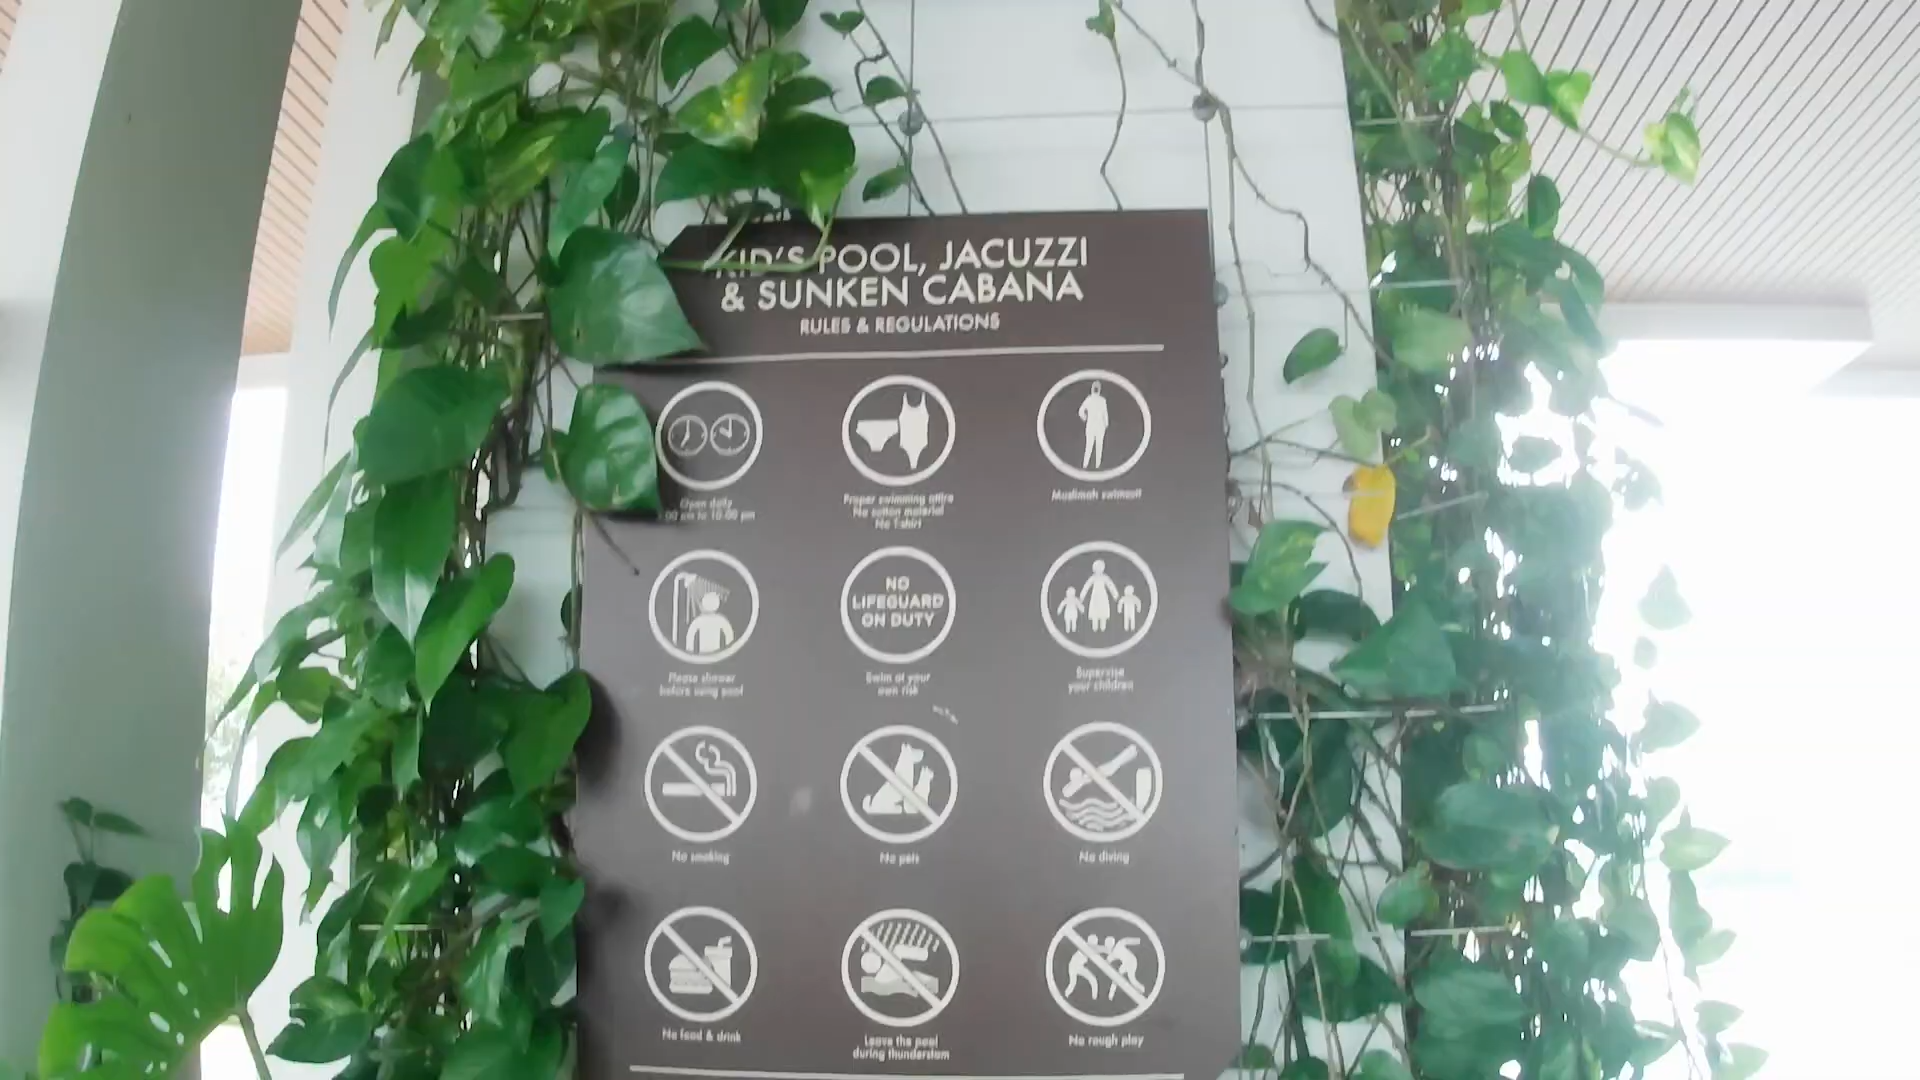 KID'S POOL, JACUZZI
& SUNKEN CABANA
RULES & REGULATIONS
Open daily
00 am to 10:00 pm
Proper swimming attire
No cotton material
No T-shirt
Muslimah swimsuit
Please shower
before using pool
NO
LIFEGUARD
ON DUTY
Swim at your
own risk
Supervise
your children
No smoking
No pets
No diving
No food & drink
Leave the pool
during thunderstom
No rough play